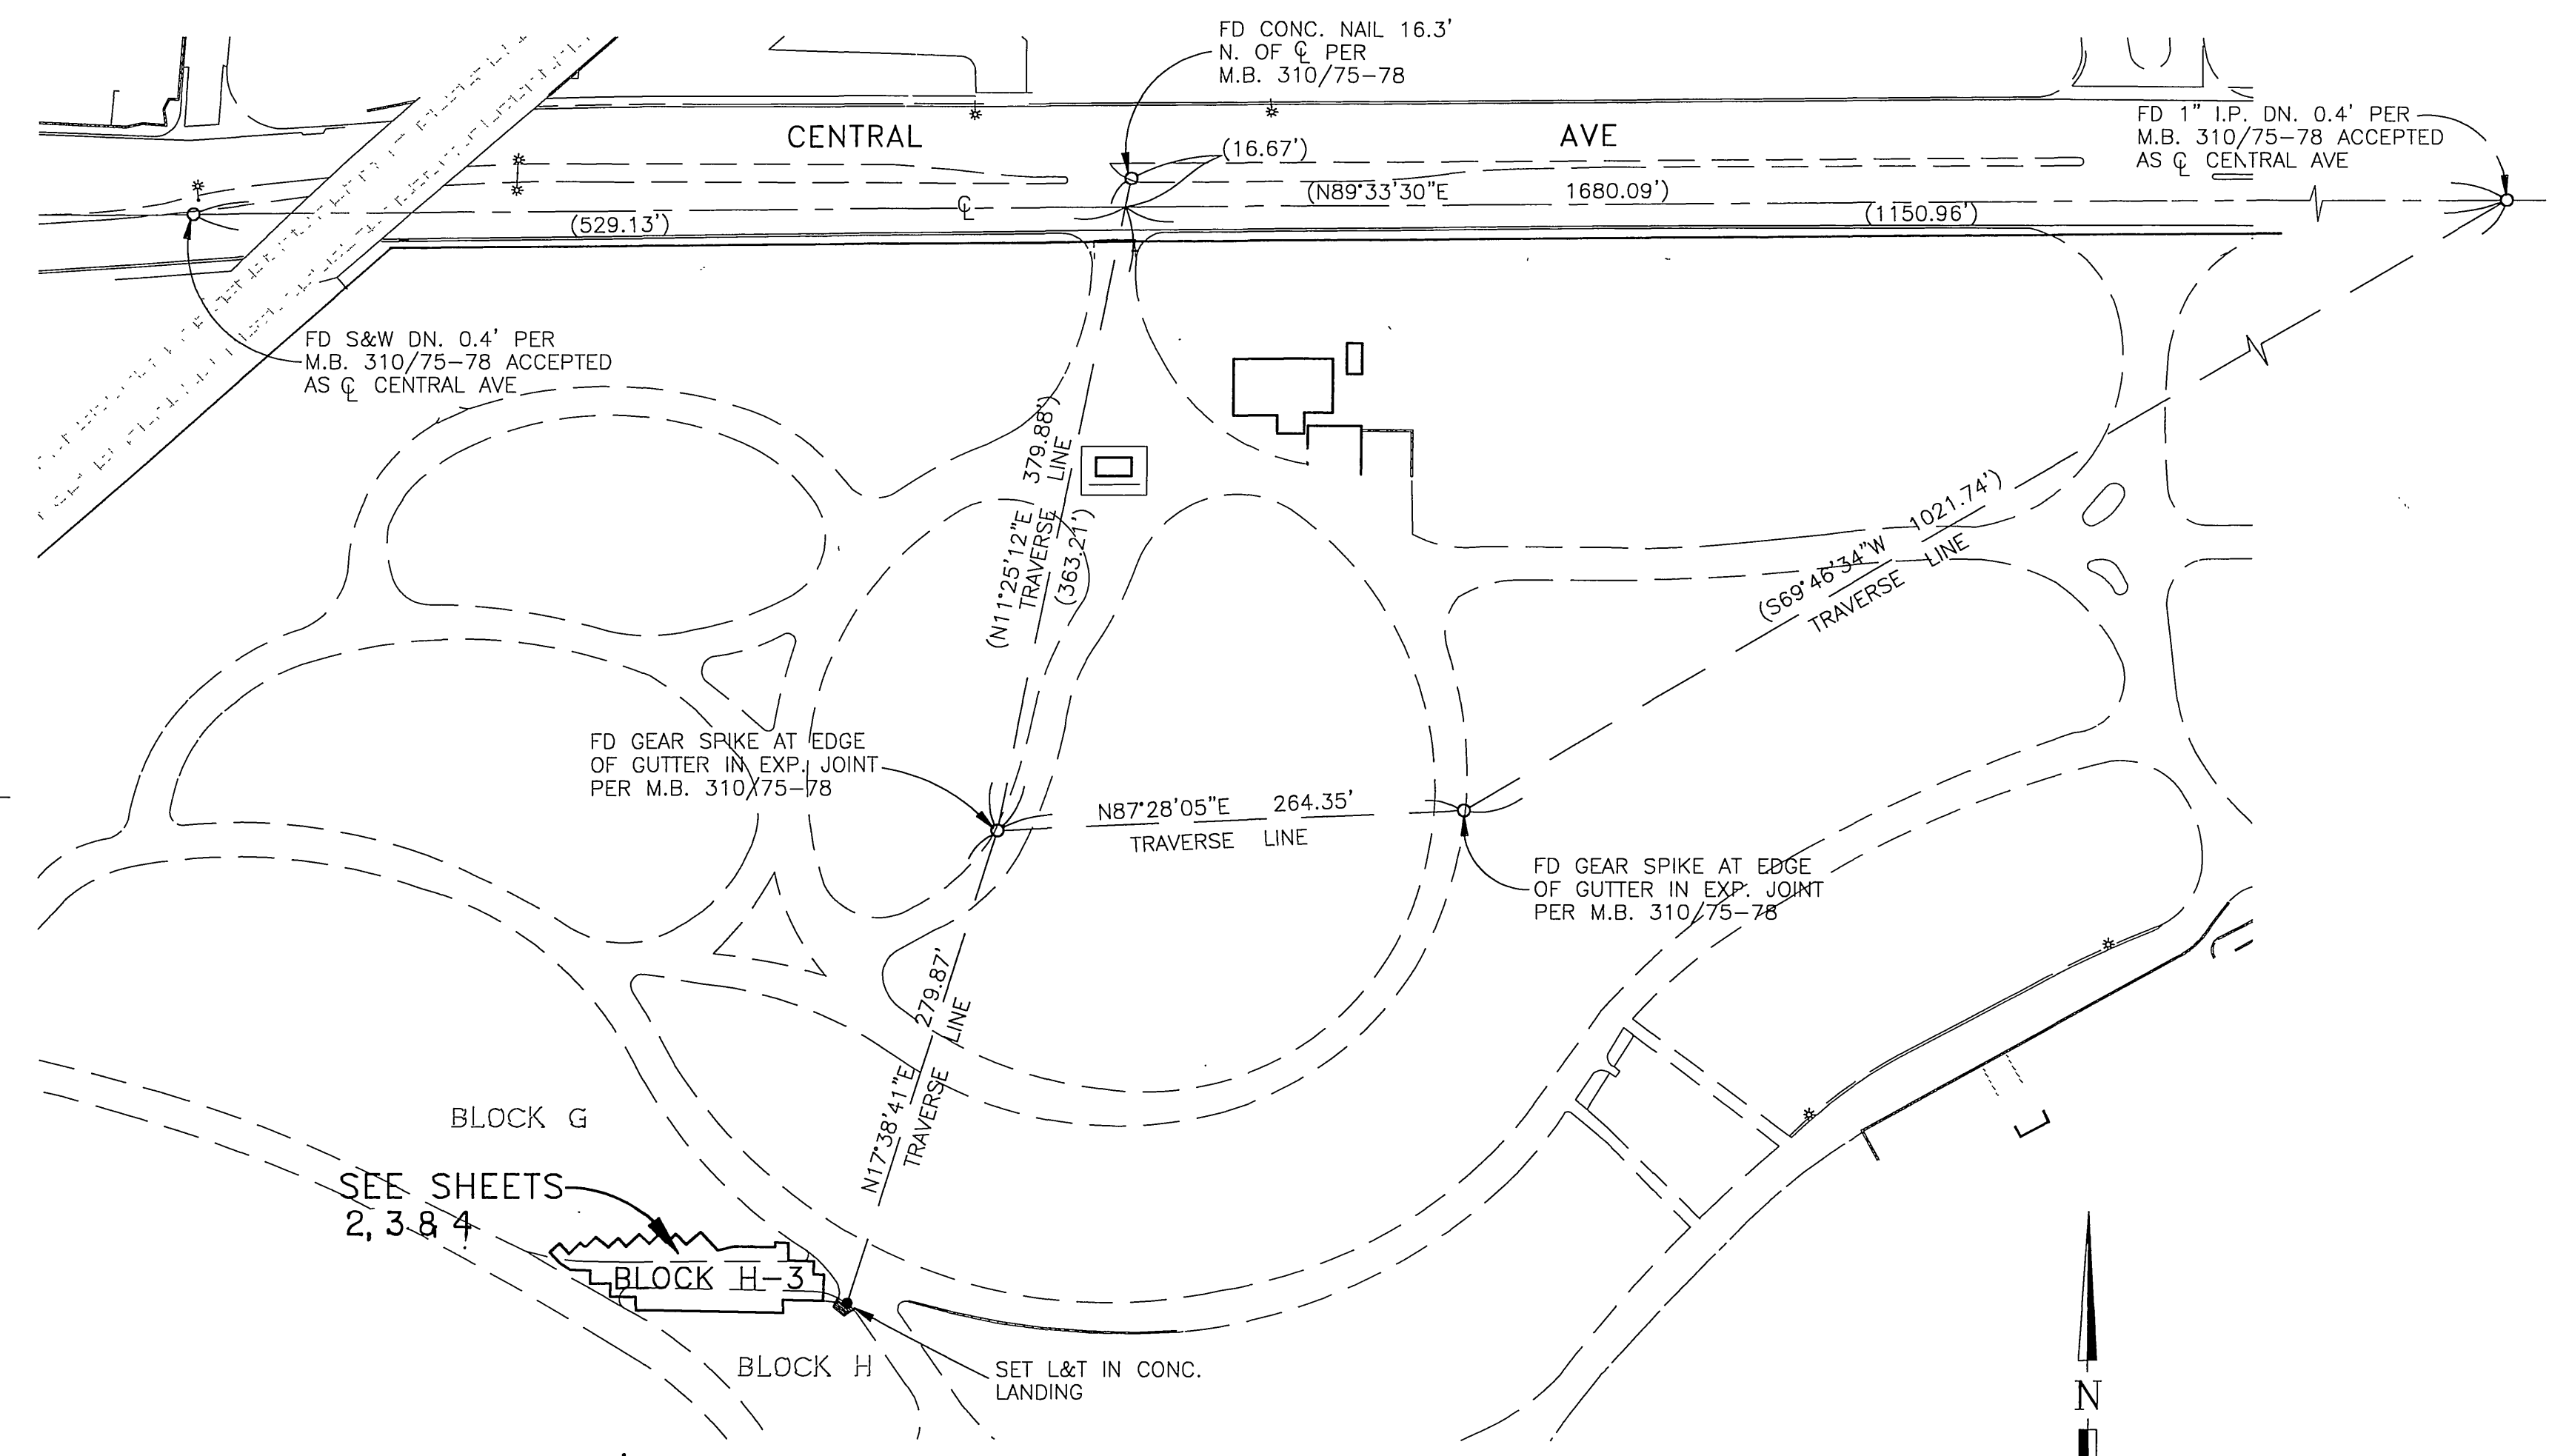 FD CONC. NAIL 16.3'
N. OF ℄ PER
M.B. 310/75-78
FD 1" I.P. DN. 0.4' PER
M.B. 310/75-78 ACCEPTED
AS ℄ CENTRAL AVE
CENTRAL AVE
(16.67')
(N89°33'30"E 1680.09')
℄
(529.13')
(1150.96')
FD S&W DN. 0.4' PER
M.B. 310/75-78 ACCEPTED
AS ℄ CENTRAL AVE
(N11°25'12"E 379.88')
TRAVERSE LINE
(363.21')
(S69°46'34"W 1021.74')
TRAVERSE LINE
FD GEAR SPIKE AT EDGE
OF GUTTER IN EXP. JOINT
PER M.B. 310/75-78
N87°28'05"E 264.35'
TRAVERSE LINE
FD GEAR SPIKE AT EDGE
OF GUTTER IN EXP. JOINT
PER M.B. 310/75-78
N17°38'41"E 279.87'
TRAVERSE LINE
BLOCK G
SEE SHEETS
2, 3 & 4
BLOCK H-3
BLOCK H
SET L&T IN CONC.
LANDING
N